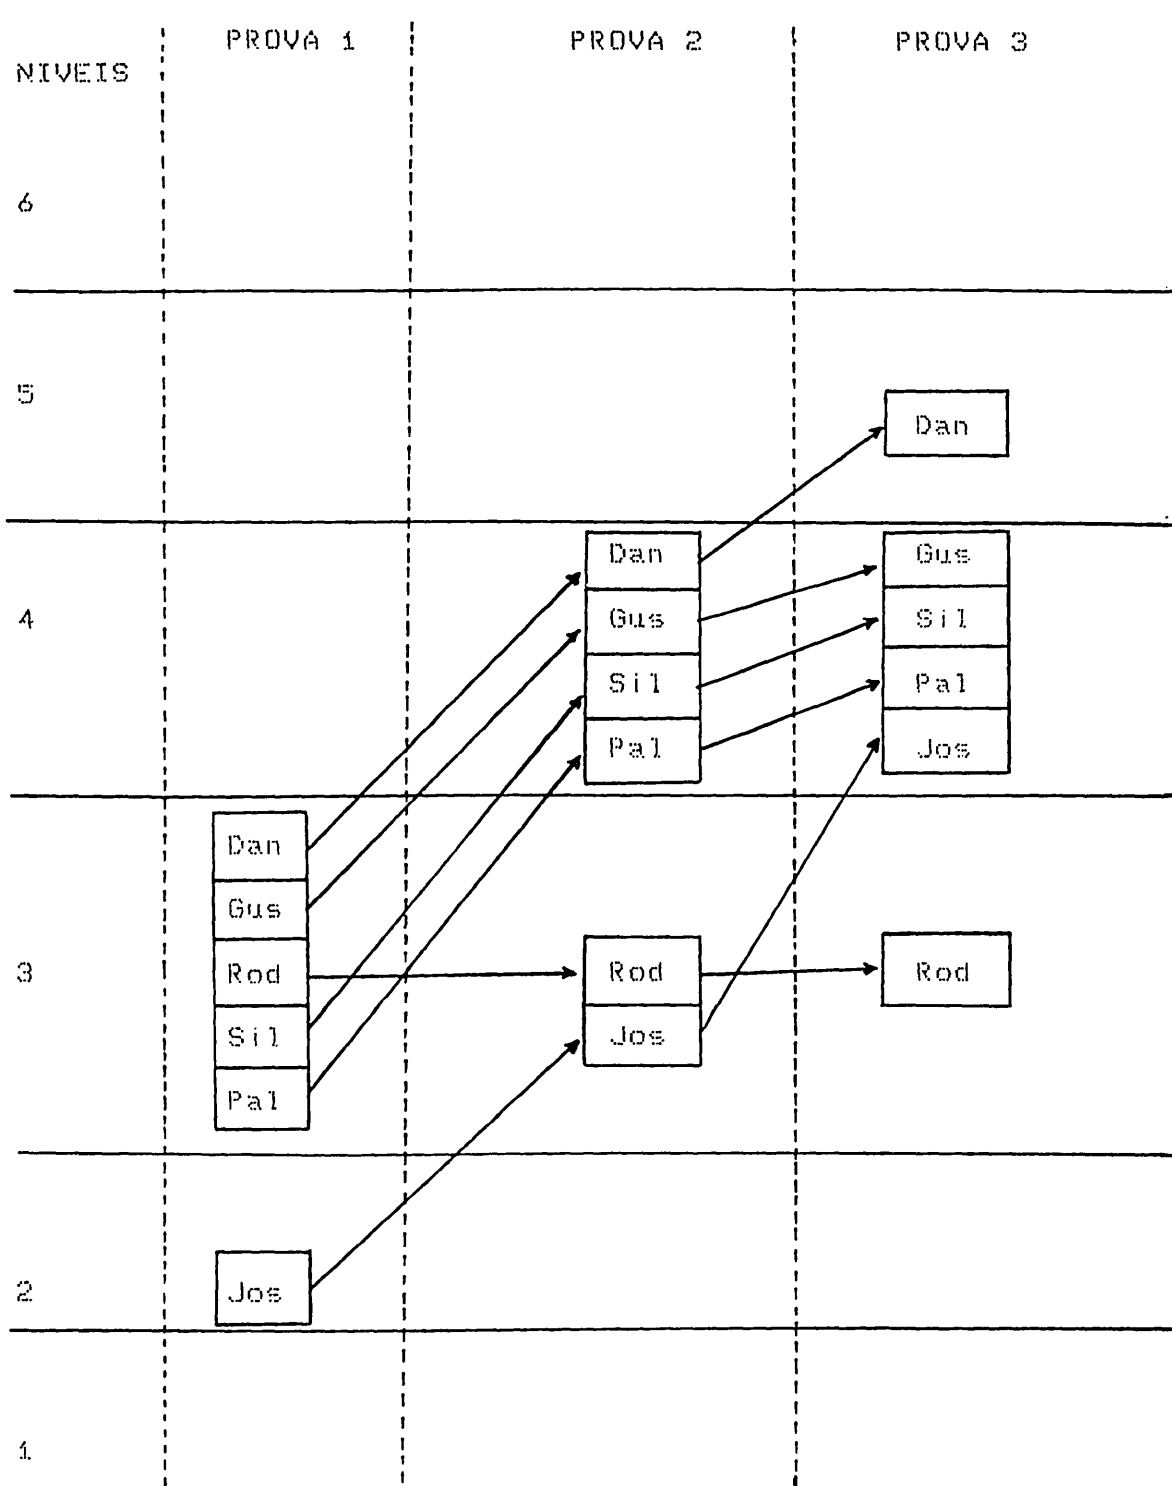 PROVA 1 PROVA 2 PROVA 3
NIVEIS
6
5
Dan
Dan Gus
4 Gus Sil
Sil Pal
Pal Jos
Dan
Gus
3 Rod Rod Rod
Sil Jos
Pal
2 Jos
1